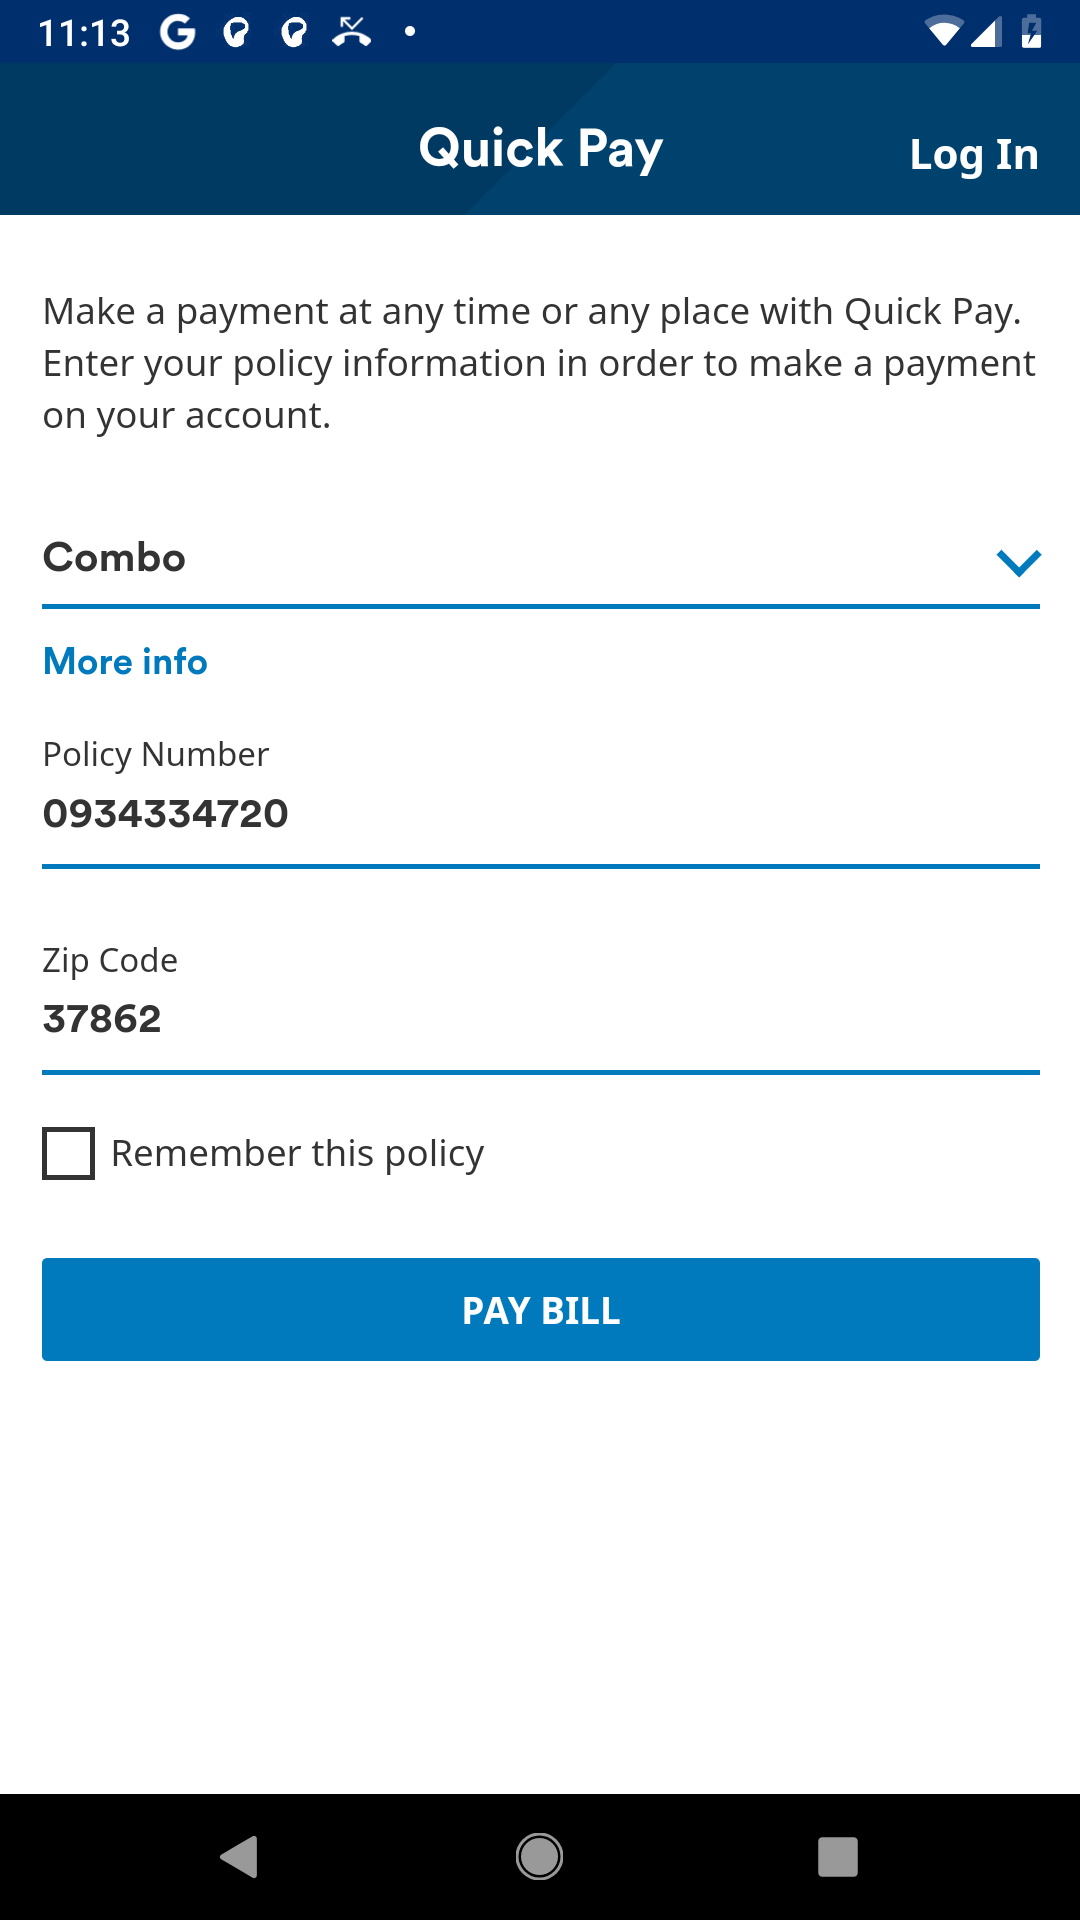 11:13
Quick Pay
Log In
Make a payment at any time or any place with Quick Pay.
Enter your policy information in order to make a payment
on your account.
Combo
More info
Policy Number
0934334720
Zip Code
37862
Remember this policy
PAY BILL